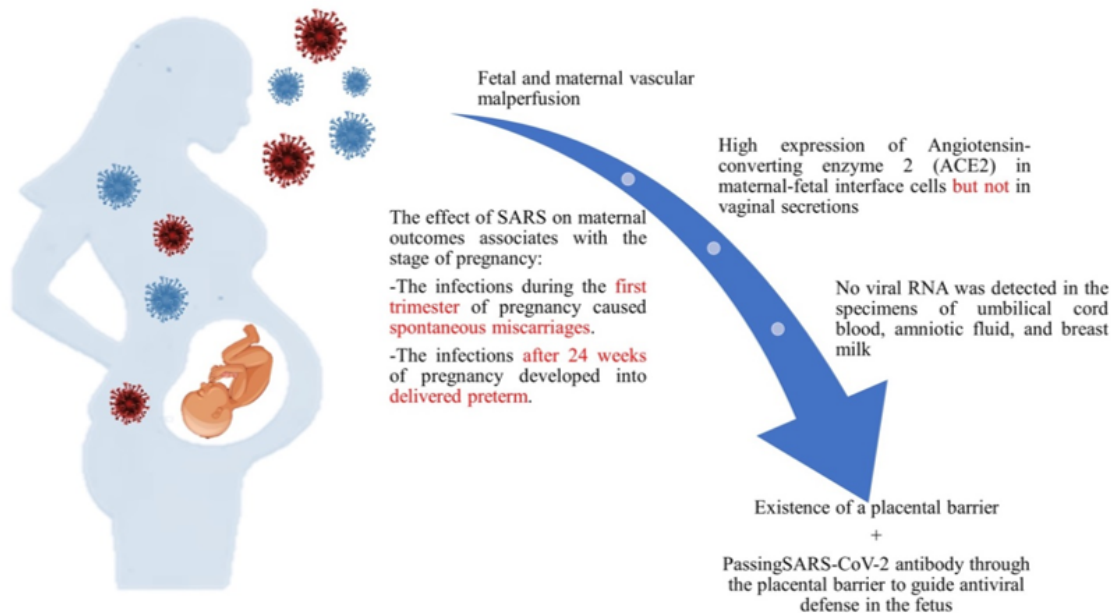 Fetal and maternal vascular
malperfusion
High expression of Angiotensin-
converting enzyme 2 (ACE2) in
maternal-fetal interface cells but not in
vaginal secretions
The effect of SARS on maternal
outcomes associates with the
stage of pregnancy:
-The infections during the first
trimester of pregnancy caused
spontaneous miscarriages.
-The infections after 24 weeks
of pregnancy developed into
delivered preterm.
No viral RNA was detected in the
specimens of umbilical cord
blood, amniotic fluid, and breast
milk
Existence of a placental barrier
+
PassingSARS-CoV-2 antibody through
the placental barrier to guide antiviral
defense in the fetus